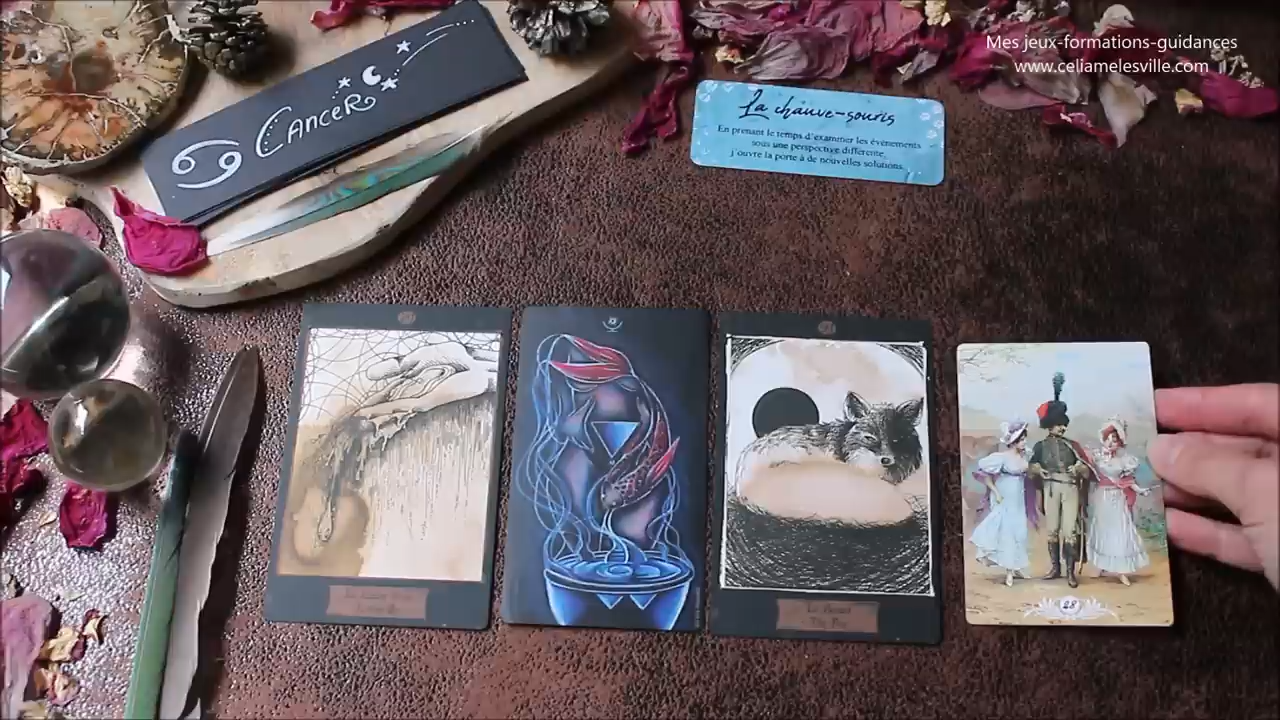 Mes jeux-formations-guidances
www.celiamelesville.com
Cancer
La chauve-souris
En prenant le temps d'examiner les événements
sous une perspective différente,
j'ouvre la porte à de nouvelles solutions.
Le Renard
The Fox
28